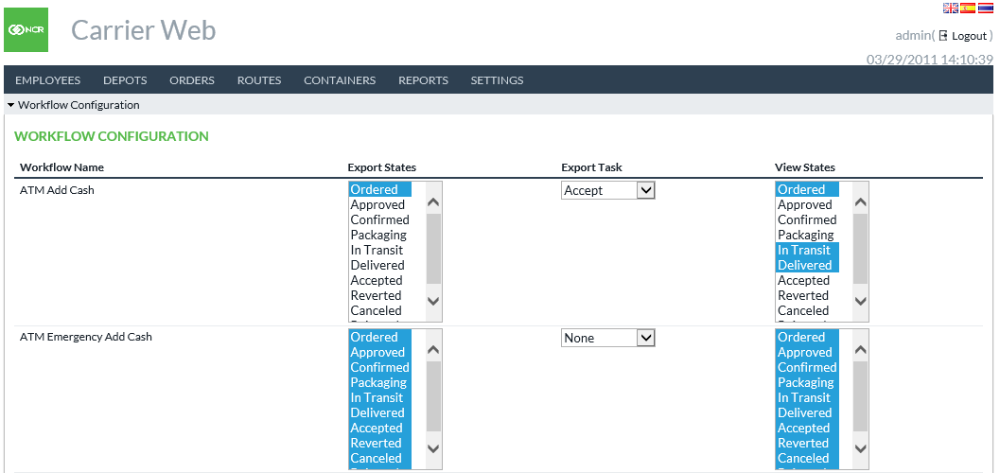 NCR
Carrier Web
admin( Logout )
03/29/2011 14:10:39
EMPLOYEES DEPOTS ORDERS ROUTES CONTAINERS REPORTS SETTINGS
Workflow Configuration
WORKFLOW CONFIGURATION
Workflow Name Export States Export Task View States
ATM Add Cash Ordered Accept Ordered
Approved Approved
Confirmed Confirmed
Packaging Packaging
In Transit In Transit
Delivered Delivered
Accepted Accepted
Reverted Reverted
Canceled Canceled
ATM Emergency Add Cash Ordered None Ordered
Approved Approved
Confirmed Confirmed
Packaging Packaging
In Transit In Transit
Delivered Delivered
Accepted Accepted
Reverted Reverted
Canceled Canceled